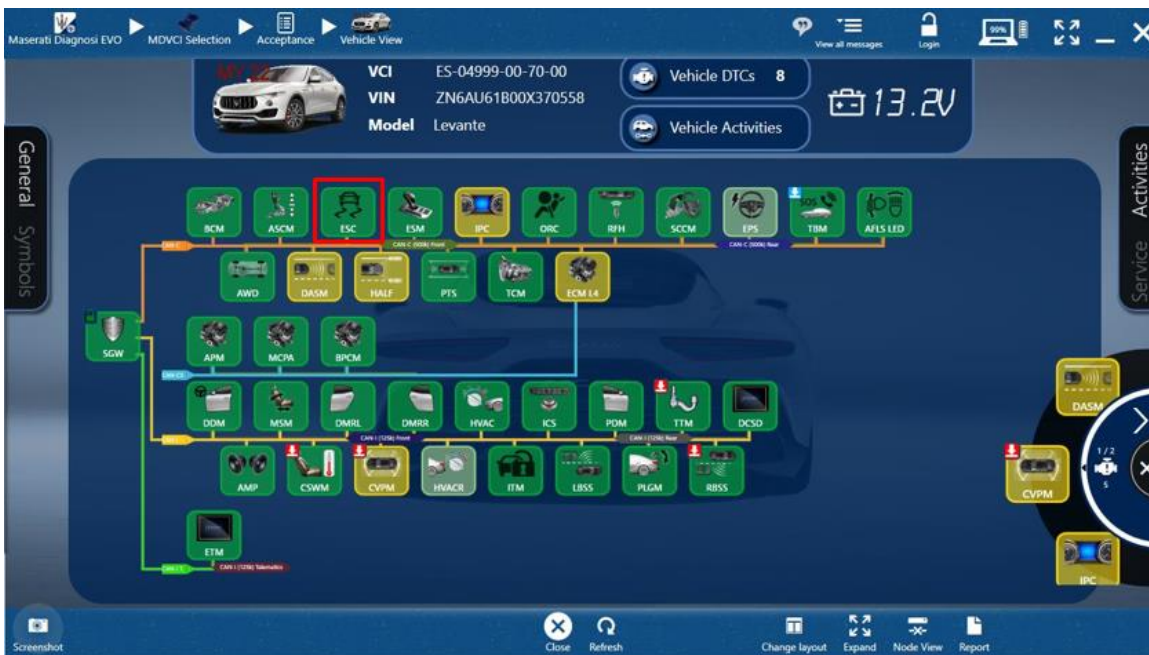 Maserati Diagnosi EVO
MDVCI Selection
Acceptance
Vehicle View
View all messages
Login
99%
MY 22
VCI ES-04999-00-70-00
VIN ZN6AU61B00X370558
Model Levante
Vehicle DTCs 8
Vehicle Activities
13.2V
General Symbols
Service Activities
BCM ASCM ESC ESM IPC ORC RFH SCCM EPS SOS TBM AFLS LED
CAN C
CAN-C (500k) Front
CAN-C (500k) Rear
AWD DASM HALF PTS TCM ECM L4
SGW
APM MCPA BPCM
DDM MSM DMRL DMRR HVAC ICS PDM TTM DCSD
CAN-I (125k) Front
CAN-I (125k) Rear
AMP CSWM CVPM HVACR ITM LBSS PLGM RBSS
ETM
CAN-I (125k) Telematics
DASM
1/2
CVPM
IPC
Screenshot
Close
Refresh
Change layout
Expand
Node View
Report